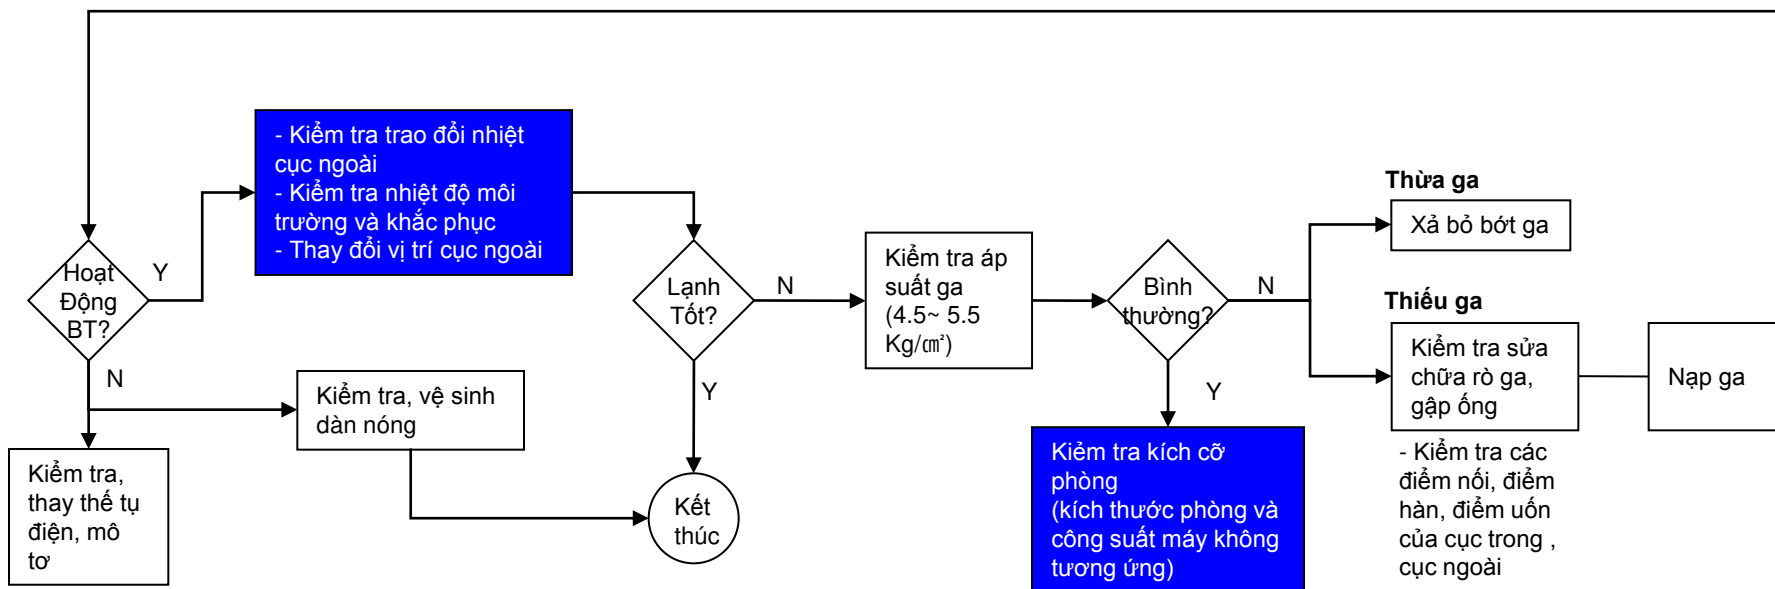 Hoạt
Động
BT?
Y
N
- Kiểm tra trao đổi nhiệt
cục ngoài
- Kiểm tra nhiệt độ môi
trường và khắc phục
- Thay đổi vị trí cục ngoài
Kiểm tra, vệ sinh
dàn nóng
Kiểm tra,
thay thế tụ
điện, mô
tơ
Lạnh
Tốt?
N
Y
Kết
thúc
Kiểm tra áp
suất ga
(4.5~ 5.5
Kg/㎠)
Bình
thường?
N
Y
Kiẻm tra kích cỡ
phòng
(kích thước phòng và
công suất máy không
tương ứng)
Thừa ga
Xả bỏ bớt ga
Thiếu ga
Kiểm tra sửa
chữa rò ga,
gập ống
Nạp ga
- Kiểm tra các
điểm nối, điểm
hàn, điểm uốn
của cục trong ,
cục ngoài